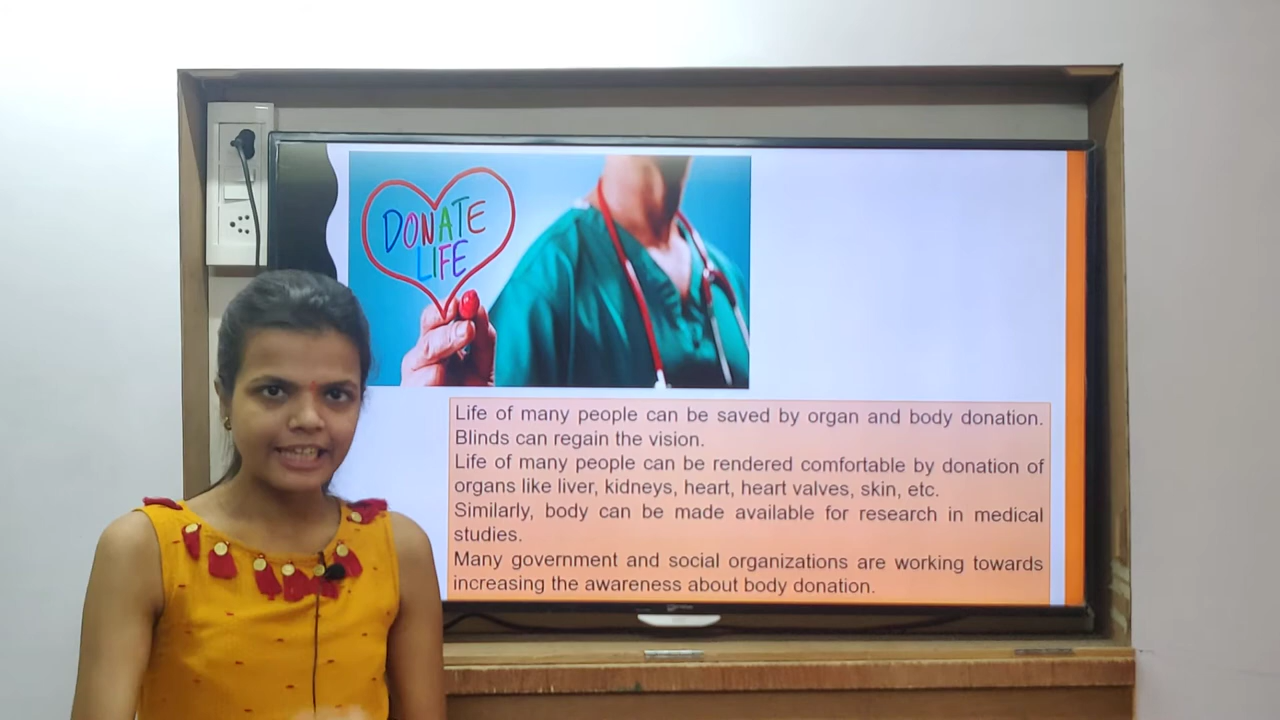 DONATE
LIFE
Life of many people can be saved by organ and body donation.
Blinds can regain the vision.
Life of many people can be rendered comfortable by donation of
organs like liver, kidneys, heart, heart valves, skin, etc.
Similarly, body can be made available for research in medical
studies.
Many government and social organizations are working towards
increasing the awareness about body donation.